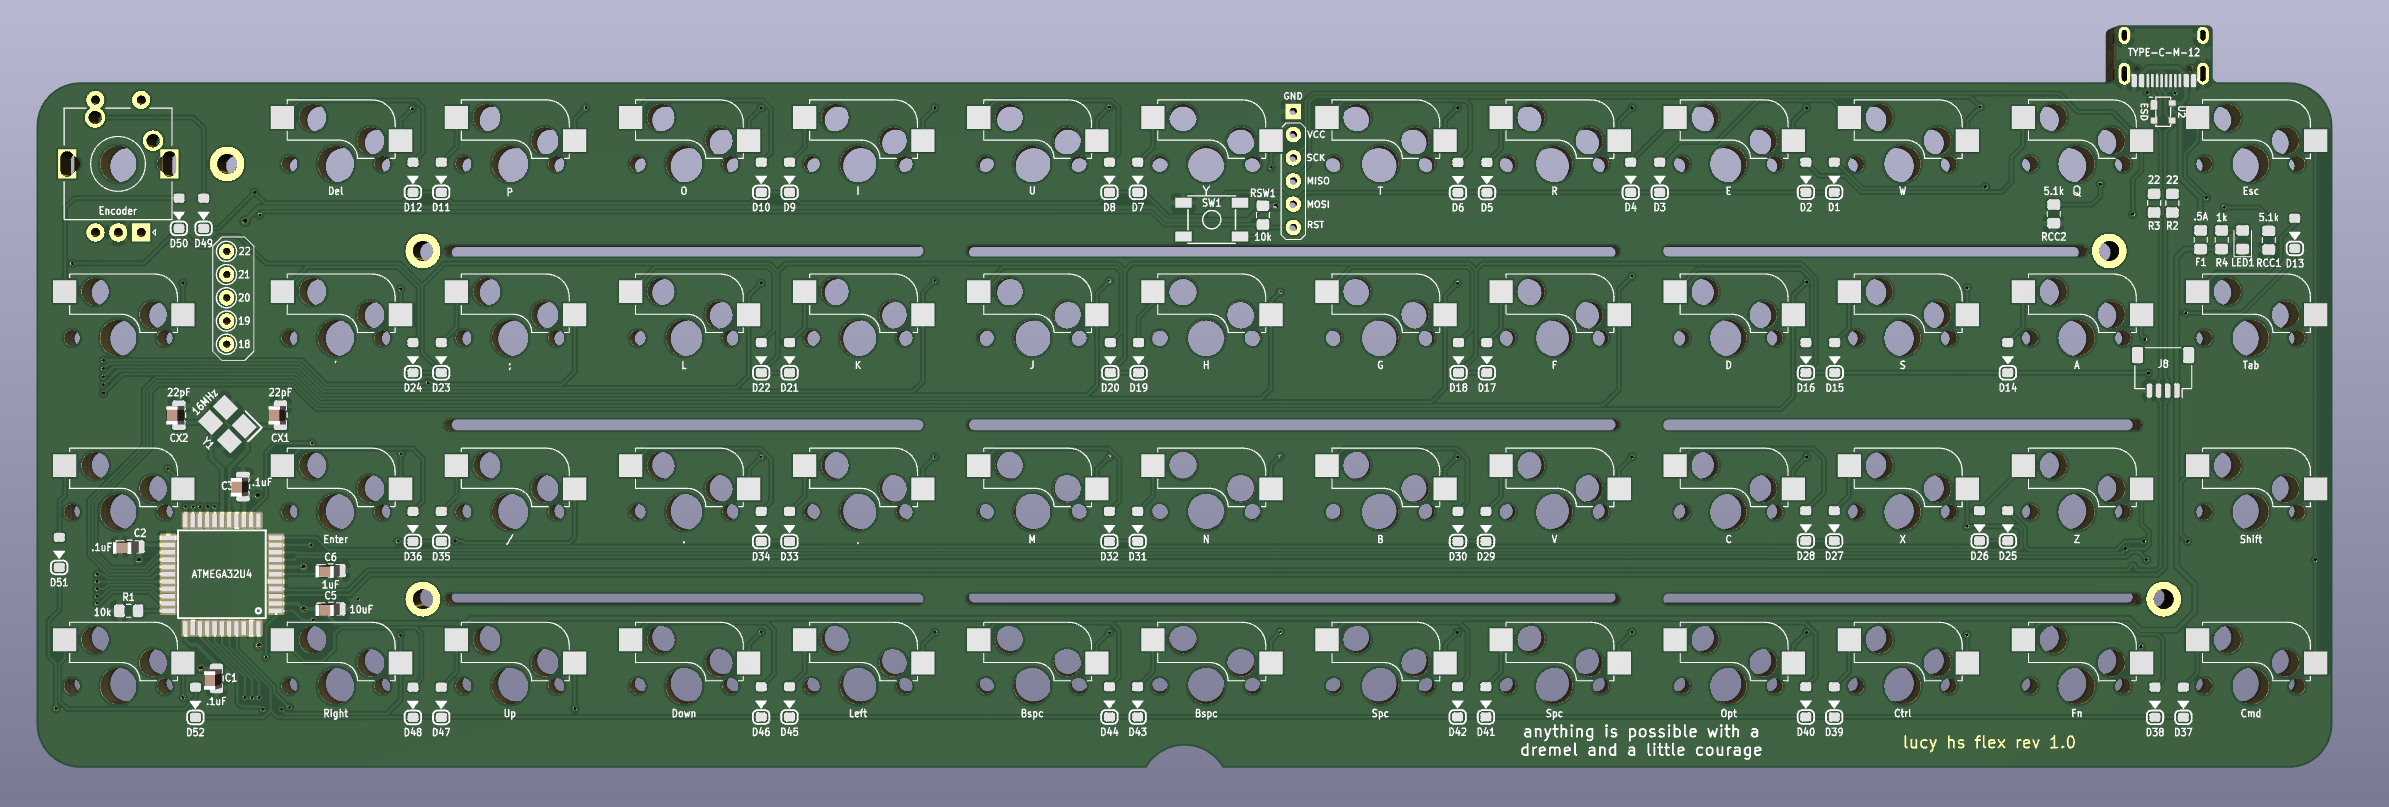 TYPE-C-M-12
GND
VCC
SCK
MISO
MOSI
RST
ESD
U2
Del
P
O
I
U
Y
T
R
E
W
Q
Esc
Encoder
D50
D49
D12
D11
D10
D9
D8
D7
SW1
RSW1
10k
D6
D5
D4
D3
D2
D1
5.1k
RCC2
22
22
R3
R2
.5A
1k
5.1k
F1
R4
LED1
RCC1
D13
22
21
20
19
18
'
;
L
K
J
H
G
F
D
S
A
J8
Tab
D24
D23
D22
D21
D20
D19
D18
D17
D16
D15
D14
22pF
16MHz
22pF
CX2
Y1
CX1
C3
.1uF
Enter
/
.
,
M
N
B
V
C
X
Z
Shift
C2
.1uF
D51
D36
D35
D34
D33
D32
D31
D30
D29
D28
D27
D26
D25
ATMEGA32U4
C6
1uF
C5
10uF
R1
10k
C1
.1uF
D52
Right
Up
Down
Left
Bspc
Bspc
Spc
Spc
Opt
Ctrl
Fn
Cmd
D48
D47
D46
D45
D44
D43
D42
D41
D40
D39
D38
D37
anything is possible with a
dremel and a little courage
lucy hs flex rev 1.0